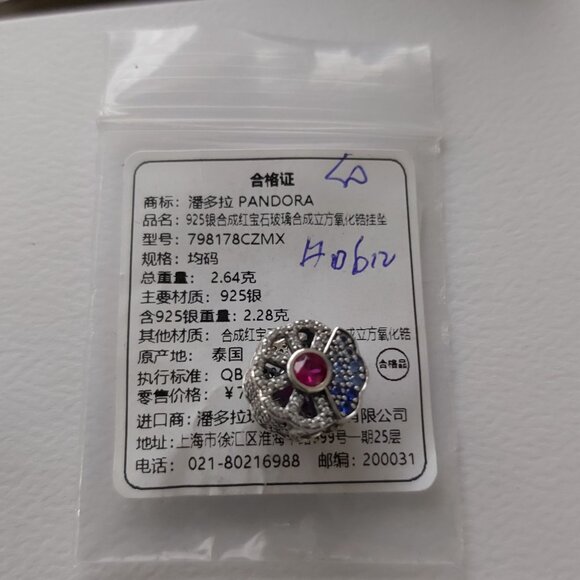 合格证
商标: 潘多拉 PANDORA
品名: 925银合成红宝石玻璃合成立方氧化锆挂坠
型号: 798178CZMX
规格: 均码
H0612
总重量: 2.64克
主要材质: 925银
含925银重量: 2.28克
其他材质: 合成红宝 立方氧化锆
原产地: 泰国 合格品
执行标准: QB
零售价格: ¥7
进口商: 潘多拉 有限公司
地址: 上海市徐汇区淮海 999号一期25层
电话: 021-80216988 邮编: 200031